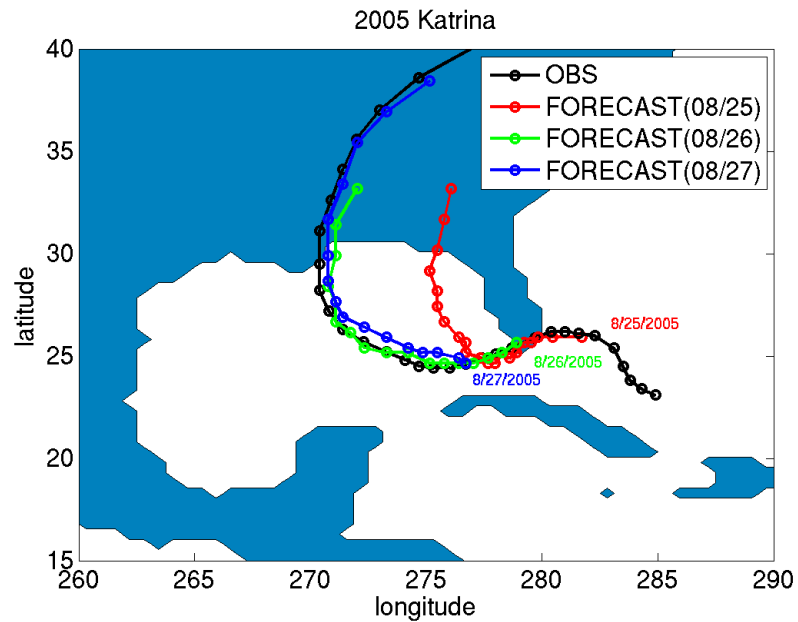 2005 Katrina
40
35
30
25
20
15
latitude
OBS
FORECAST(08/25)
FORECAST(08/26)
FORECAST(08/27)
8/25/2005
8/26/2005
8/27/2005
260
265
270
275
280
285
290
longitude